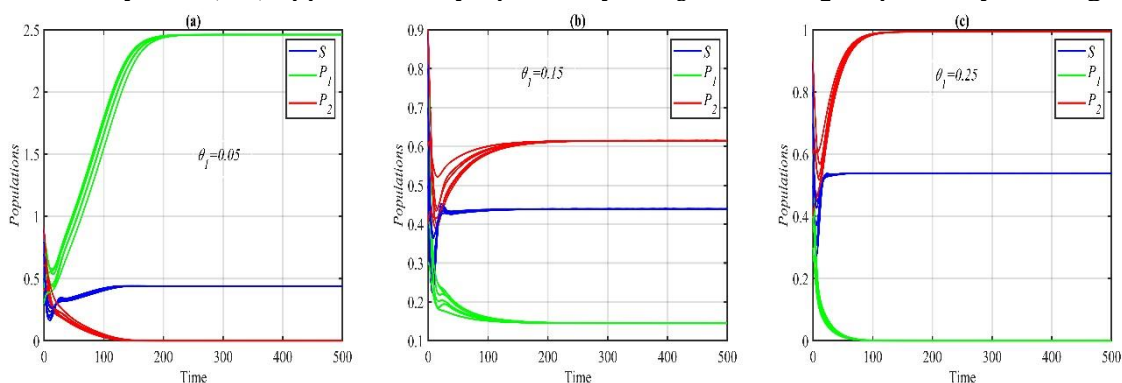 (a)
2.5
2
1.5
1
0.5
0
0
100
200
300
400
500
Populations
Time
θ1=0.05
S
P1
P2
(b)
0.9
0.8
0.7
0.6
0.5
0.4
0.3
0.2
0.1
0
100
200
300
400
500
Populations
Time
θ1=0.15
S
P1
P2
(c)
1
0.8
0.6
0.4
0.2
0
0
100
200
300
400
500
Populations
Time
θ1=0.25
S
P1
P2